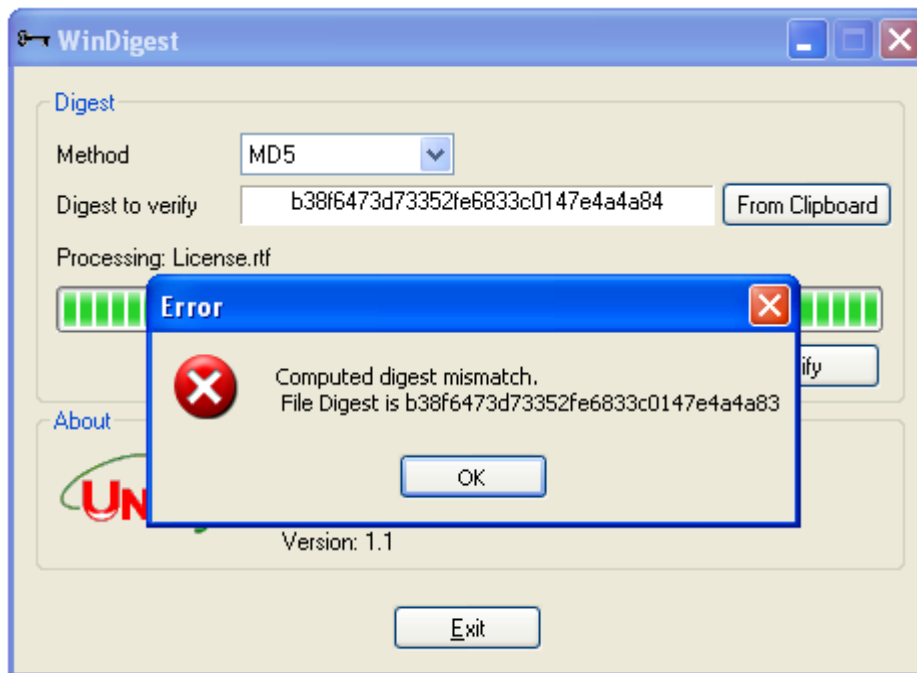 WinDigest
Digest
Method
MD5
Digest to verify
b38f6473d73352fe6833c0147e4a4a84
From Clipboard
Processing: License.rtf
Error
Computed digest mismatch.
File Digest is b38f6473d73352fe6833c0147e4a4a83
OK
About
Version: 1.1
Exit